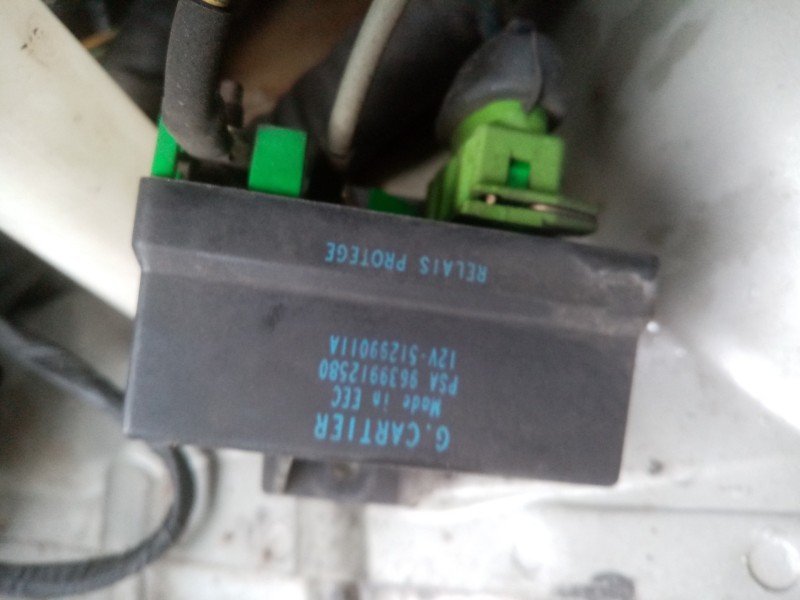 G. CARTIER
Made in EEC
PSA 9639912580
12V-51299011A
RELAIS PROTEGE